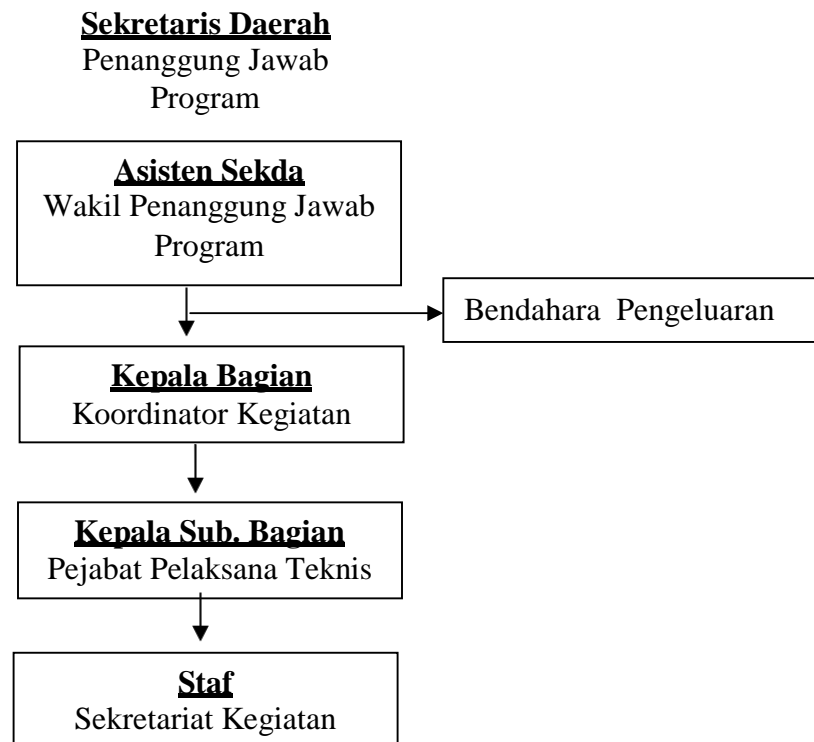 Sekretaris Daerah
Penanggung Jawab
Program
Asisten Sekda
Wakil Penanggung Jawab
Program
Bendahara Pengeluaran
Kepala Bagian
Koordinator Kegiatan
Kepala Sub. Bagian
Pejabat Pelaksana Teknis
Staf
Sekretariat Kegiatan